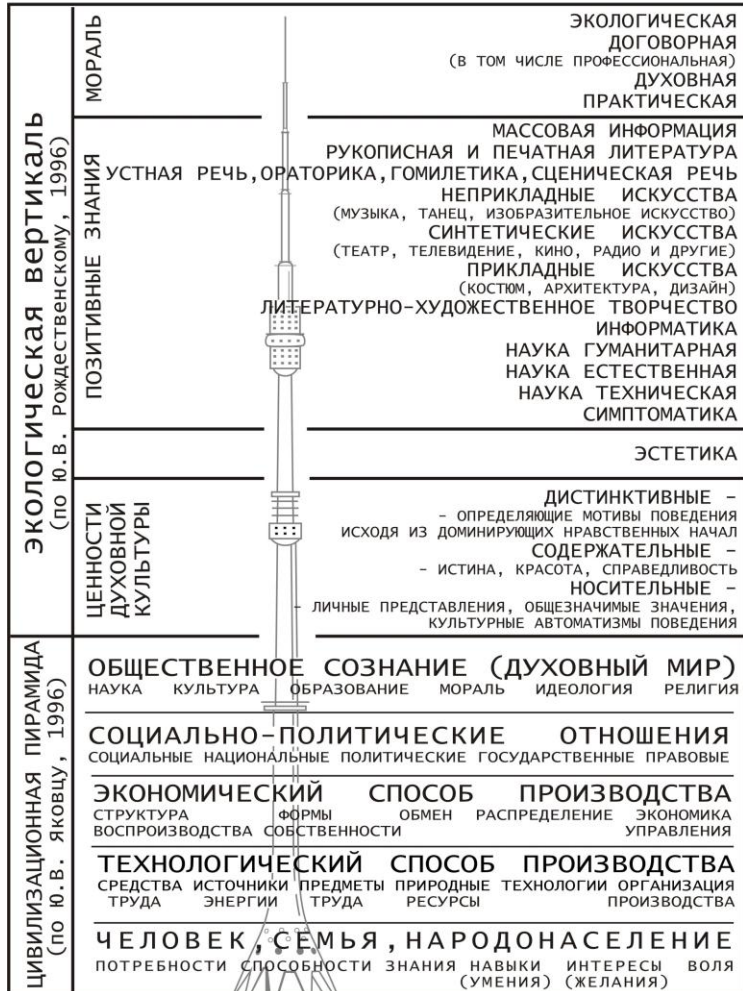 ЭКОЛОГИЧЕСКАЯ ВЕРТИКАЛЬ
(по Ю.В. Рождественскому, 1996)
МОРАЛЬ
ЭКОЛОГИЧЕСКАЯ
ДОГОВОРНАЯ
(В ТОМ ЧИСЛЕ ПРОФЕССИОНАЛЬНАЯ)
ДУХОВНАЯ
ПРАКТИЧЕСКАЯ
ПОЗИТИВНЫЕ ЗНАНИЯ
МАССОВАЯ ИНФОРМАЦИЯ
РУКОПИСНАЯ И ПЕЧАТНАЯ ЛИТЕРАТУРА
УСТНАЯ РЕЧЬ,ОРАТОРИКА,ГОМИЛЕТИКА,СЦЕНИЧЕСКАЯ РЕЧЬ
НЕПРИКЛАДНЫЕ ИСКУССТВА
(МУЗЫКА, ТАНЕЦ, ИЗОБРАЗИТЕЛЬНОЕ ИСКУССТВО)
СИНТЕТИЧЕСКИЕ ИСКУССТВА
(ТЕАТР, ТЕЛЕВИДЕНИЕ, КИНО, РАДИО И ДРУГИЕ)
ПРИКЛАДНЫЕ ИСКУССТВА
(КОСТЮМ, АРХИТЕКТУРА, ДИЗАЙН)
ЛИТЕРАТУРНО-ХУДОЖЕСТВЕННОЕ ТВОРЧЕСТВО
ИНФОРМАТИКА
НАУКА ГУМАНИТАРНАЯ
НАУКА ЕСТЕСТВЕННАЯ
НАУКА ТЕХНИЧЕСКАЯ
СИМПТОМАТИКА
ЭСТЕТИКА
ЦЕННОСТИ
ДУХОВНОЙ
КУЛЬТУРЫ
ДИСТИНКТИВНЫЕ –
- ОПРЕДЕЛЯЮЩИЕ МОТИВЫ ПОВЕДЕНИЯ
ИСХОДЯ ИЗ ДОМИНИРУЮЩИХ НРАВСТВЕННЫХ НАЧАЛ
СОДЕРЖАТЕЛЬНЫЕ –
- ИСТИНА, КРАСОТА, СПРАВЕДЛИВОСТЬ
НОСИТЕЛЬНЫЕ –
- ЛИЧНЫЕ ПРЕДСТАВЛЕНИЯ, ОБЩЕЗНАЧИМЫЕ ЗНАЧЕНИЯ,
КУЛЬТУРНЫЕ АВТОМАТИЗМЫ ПОВЕДЕНИЯ
ЦИВИЛИЗАЦИОННАЯ ПИРАМИДА
(по Ю.В. Яковцу, 1996)
ОБЩЕСТВЕННОЕ СОЗНАНИЕ (ДУХОВНЫЙ МИР)
НАУКА КУЛЬТУРА ОБРАЗОВАНИЕ МОРАЛЬ ИДЕОЛОГИЯ РЕЛИГИЯ
СОЦИАЛЬНО-ПОЛИТИЧЕСКИЕ ОТНОШЕНИЯ
СОЦИАЛЬНЫЕ НАЦИОНАЛЬНЫЕ ПОЛИТИЧЕСКИЕ ГОСУДАРСТВЕННЫЕ ПРАВОВЫЕ
ЭКОНОМИЧЕСКИЙ СПОСОБ ПРОИЗВОДСТВА
СТРУКТУРА ФОРМЫ ОБМЕН РАСПРЕДЕЛЕНИЕ ЭКОНОМИКА
ВОСПРОИЗВОДСТВА СОБСТВЕННОСТИ УПРАВЛЕНИЯ
ТЕХНОЛОГИЧЕСКИЙ СПОСОБ ПРОИЗВОДСТВА
СРЕДСТВА ИСТОЧНИКИ ПРЕДМЕТЫ ПРИРОДНЫЕ ТЕХНОЛОГИИ ОРГАНИЗАЦИЯ
ТРУДА ЭНЕРГИИ ТРУДА РЕСУРСЫ ПРОИЗВОДСТВА
ЧЕЛОВЕК, СЕМЬЯ, НАРОДОНАСЕЛЕНИЕ
ПОТРЕБНОСТИ СПОСОБНОСТИ ЗНАНИЯ НАВЫКИ ИНТЕРЕСЫ ВОЛЯ
(УМЕНИЯ) (ЖЕЛАНИЯ)